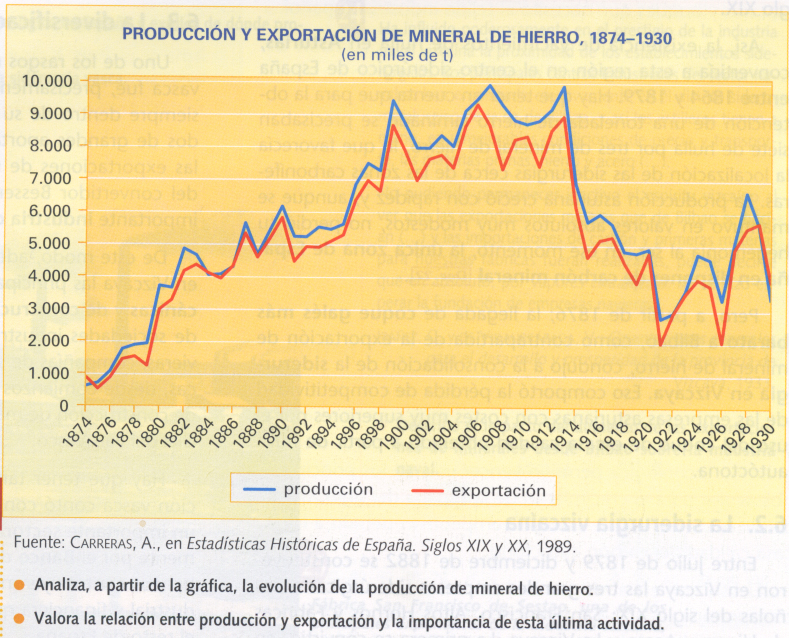 PRODUCCIÓN Y EXPORTACIÓN DE MINERAL DE HIERRO, 1874–1930
(en miles de t)
10.000
9.000
8.000
7.000
6.000
5.000
4.000
3.000
2.000
1.000
0
1874 1876 1878 1880 1882 1884 1886 1888 1890 1892 1894 1896 1898 1900 1902 1904 1906 1908 1910 1912 1914 1916 1918 1920 1922 1924 1926 1928 1930
producción exportación
Fuente: CARRERAS, A., en Estadísticas Históricas de España. Siglos XIX y XX, 1989.
● Analiza, a partir de la gráfica, la evolución de la producción de mineral de hierro.
● Valora la relación entre producción y exportación y la importancia de esta última actividad.